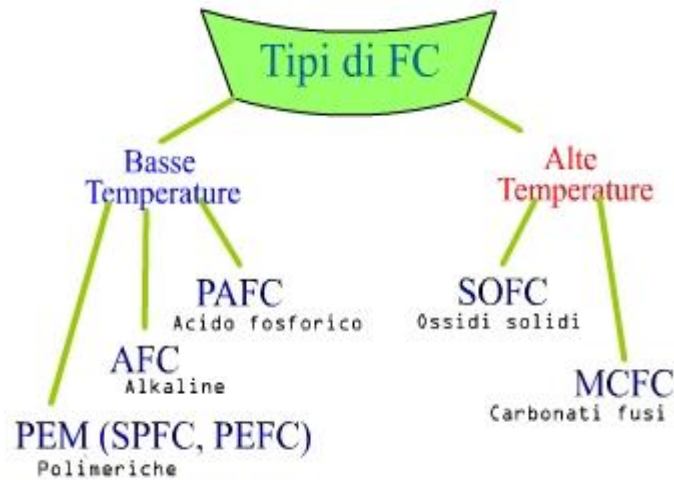 Tipi di FC
Basse
Temperature
Alte
Temperature
PAFC
Acido fosforico
SOFC
Ossidi solidi
AFC
Alkaline
MCFC
Carbonati fusi
PEM (SPFC, PEFC)
Polimeriche